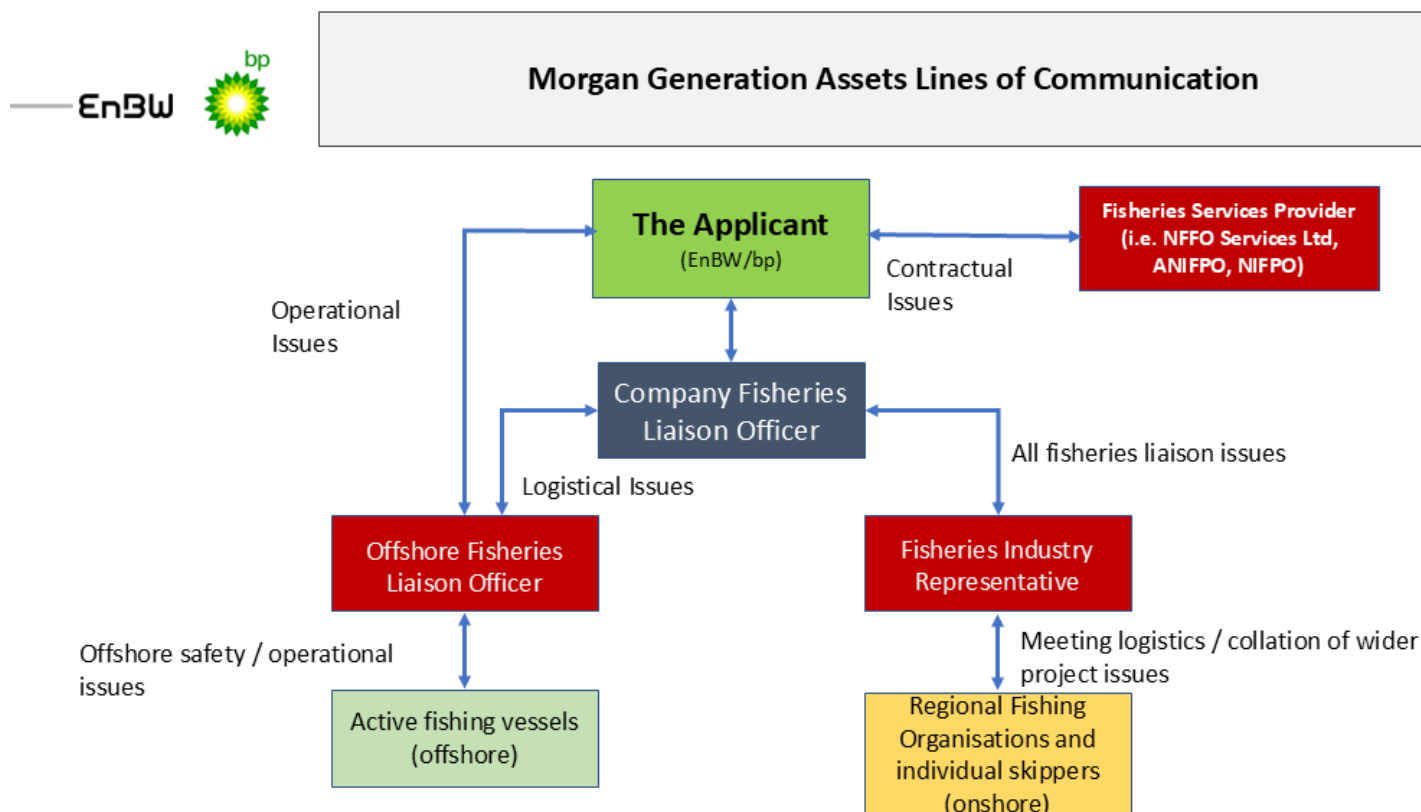 bp
EnBW
Morgan Generation Assets Lines of Communication
The Applicant
(EnBW/bp)
Fisheries Services Provider
(i.e. NFFO Services Ltd,
ANIFPO, NIFPO)
Contractual
Issues
Operational
Issues
Company Fisheries
Liaison Officer
All fisheries liaison issues
Logistical Issues
Offshore Fisheries
Liaison Officer
Fisheries Industry
Representative
Offshore safety / operational
issues
Meeting logistics / collation of wider
project issues
Active fishing vessels
(offshore)
Regional Fishing
Organisations and
individual skippers
(onshore)